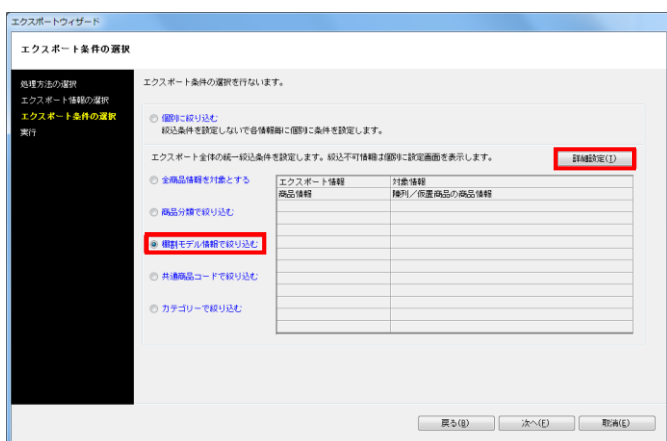 エクスポートウィザード
エクスポート条件の選択
処理方法の選択
エクスポート情報の選択
エクスポート条件の選択
実行
エクスポート条件の選択を行ないます。
個別に絞り込む
絞込条件を設定しないで各情報毎に個別に条件を設定します。
エクスポート全体の統一絞込条件を設定します。絞込不可情報は個別に設定画面を表示します。
詳細設定(I)
全商品情報を対象とする
商品分類で絞り込む
棚割モデル情報で絞り込む
共通商品コードで絞り込む
カテゴリーで絞り込む
エクスポート情報 対象情報
商品情報 陳列／仮置商品の商品情報
戻る(B) 次へ(F) 取消(E)